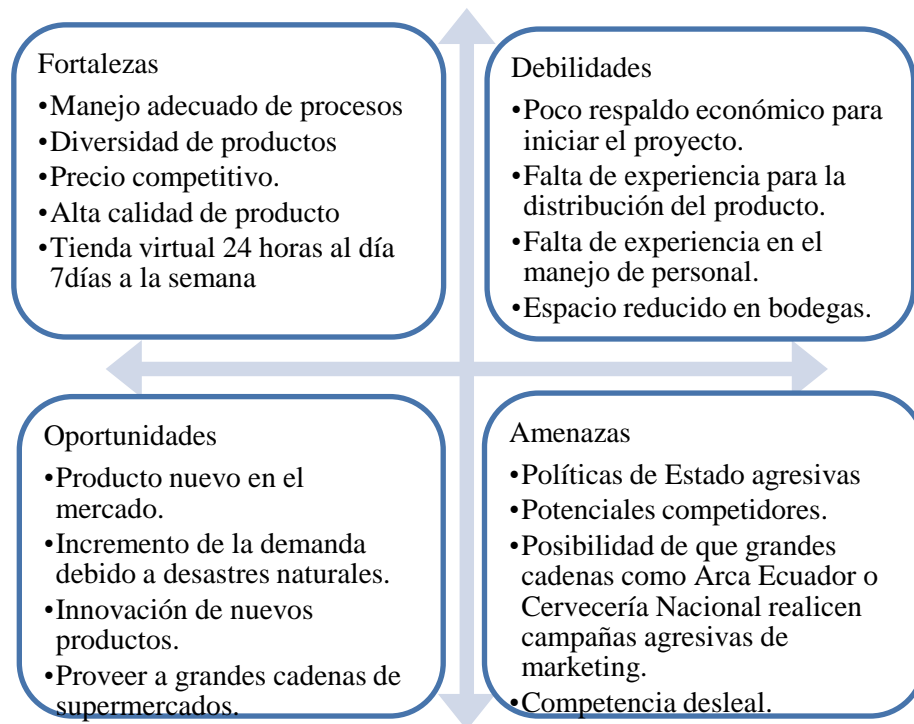 Fortalezas
•Manejo adecuado de procesos
•Diversidad de productos
•Precio competitivo.
•Alta calidad de producto
•Tienda virtual 24 horas al día
7días a la semana
Debilidades
•Poco respaldo económico para
iniciar el proyecto.
•Falta de experiencia para la
distribución del producto.
•Falta de experiencia en el
manejo de personal.
•Espacio reducido en bodegas.
Oportunidades
•Producto nuevo en el
mercado.
•Incremento de la demanda
debido a desastres naturales.
•Innovación de nuevos
productos.
•Proveer a grandes cadenas de
supermercados.
Amenazas
•Políticas de Estado agresivas
•Potenciales competidores.
•Posibilidad de que grandes
cadenas como Arca Ecuador o
Cervecería Nacional realicen
campañas agresivas de
marketing.
•Competencia desleal.